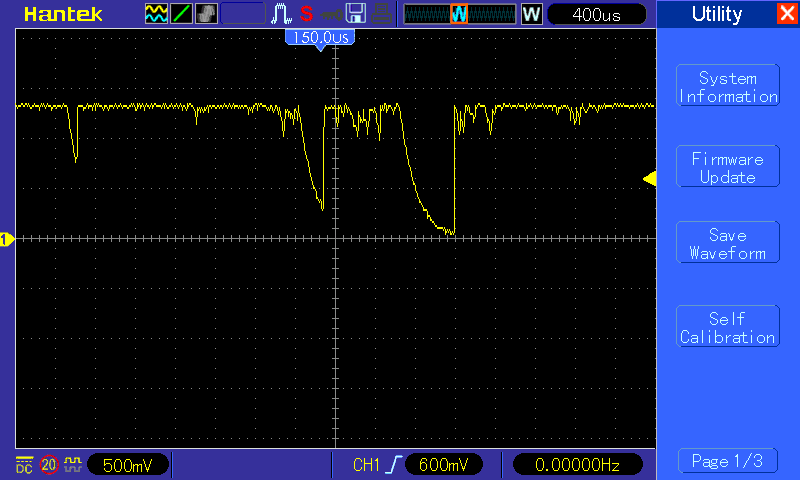 Hantek
S
W
W
400us
Utility
X
150.0us
System
Information
Firmware
Update
Save
Waveform
Self
Calibration
Page 1/3
1
DC
20
500mV
CH1
600mV
0.00000Hz